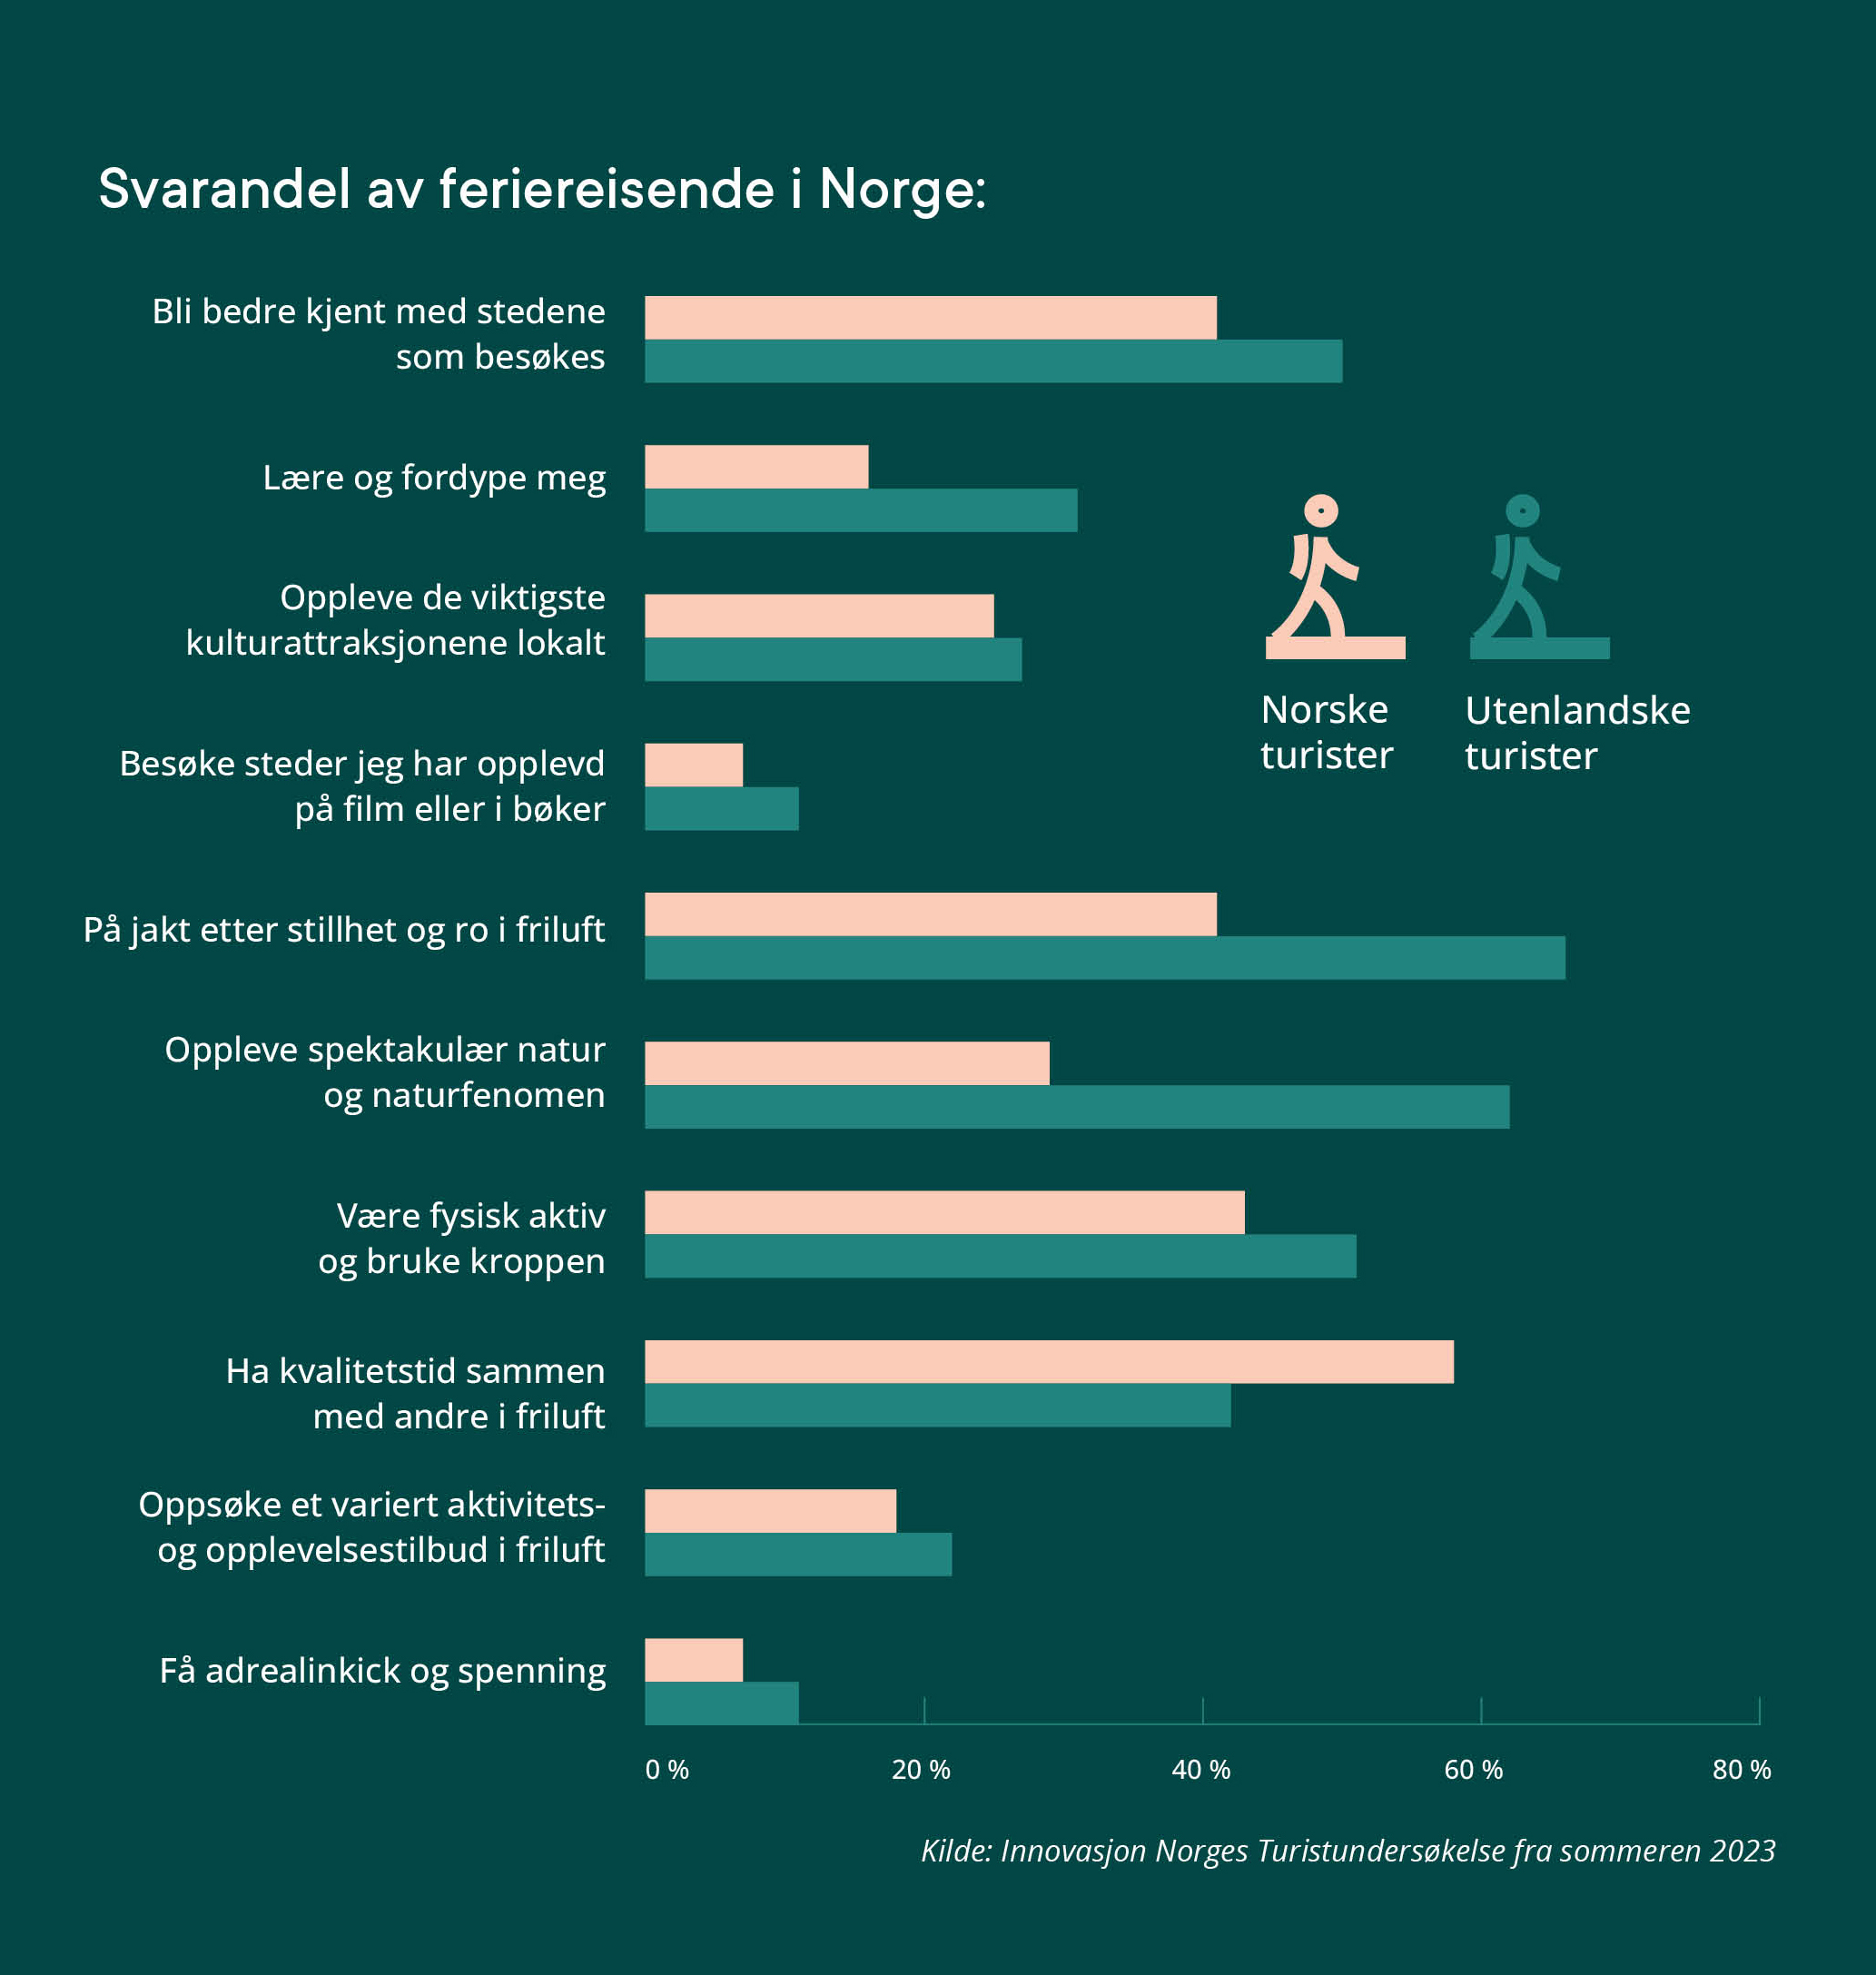 Svarandel av feriereisende i Norge:
Bli bedre kjent med stedene
som besøkes
Lære og fordype meg
Oppleve de viktigste
kulturattraksjonene lokalt
Norske
turister
Utenlandske
turister
Besøke steder jeg har opplevd
på film eller i bøker
På jakt etter stillhet og ro i friluft
Oppleve spektakulær natur
og naturfenomen
Være fysisk aktiv
og bruke kroppen
Ha kvalitetstid sammen
med andre i friluft
Oppsøke et variert aktivitets-
og opplevelsestilbud i friluft
Få adrealinkick og spenning
0 % 20 % 40 % 60 % 80 %
Kilde: Innovasjon Norges Turistundersøkelse fra sommeren 2023